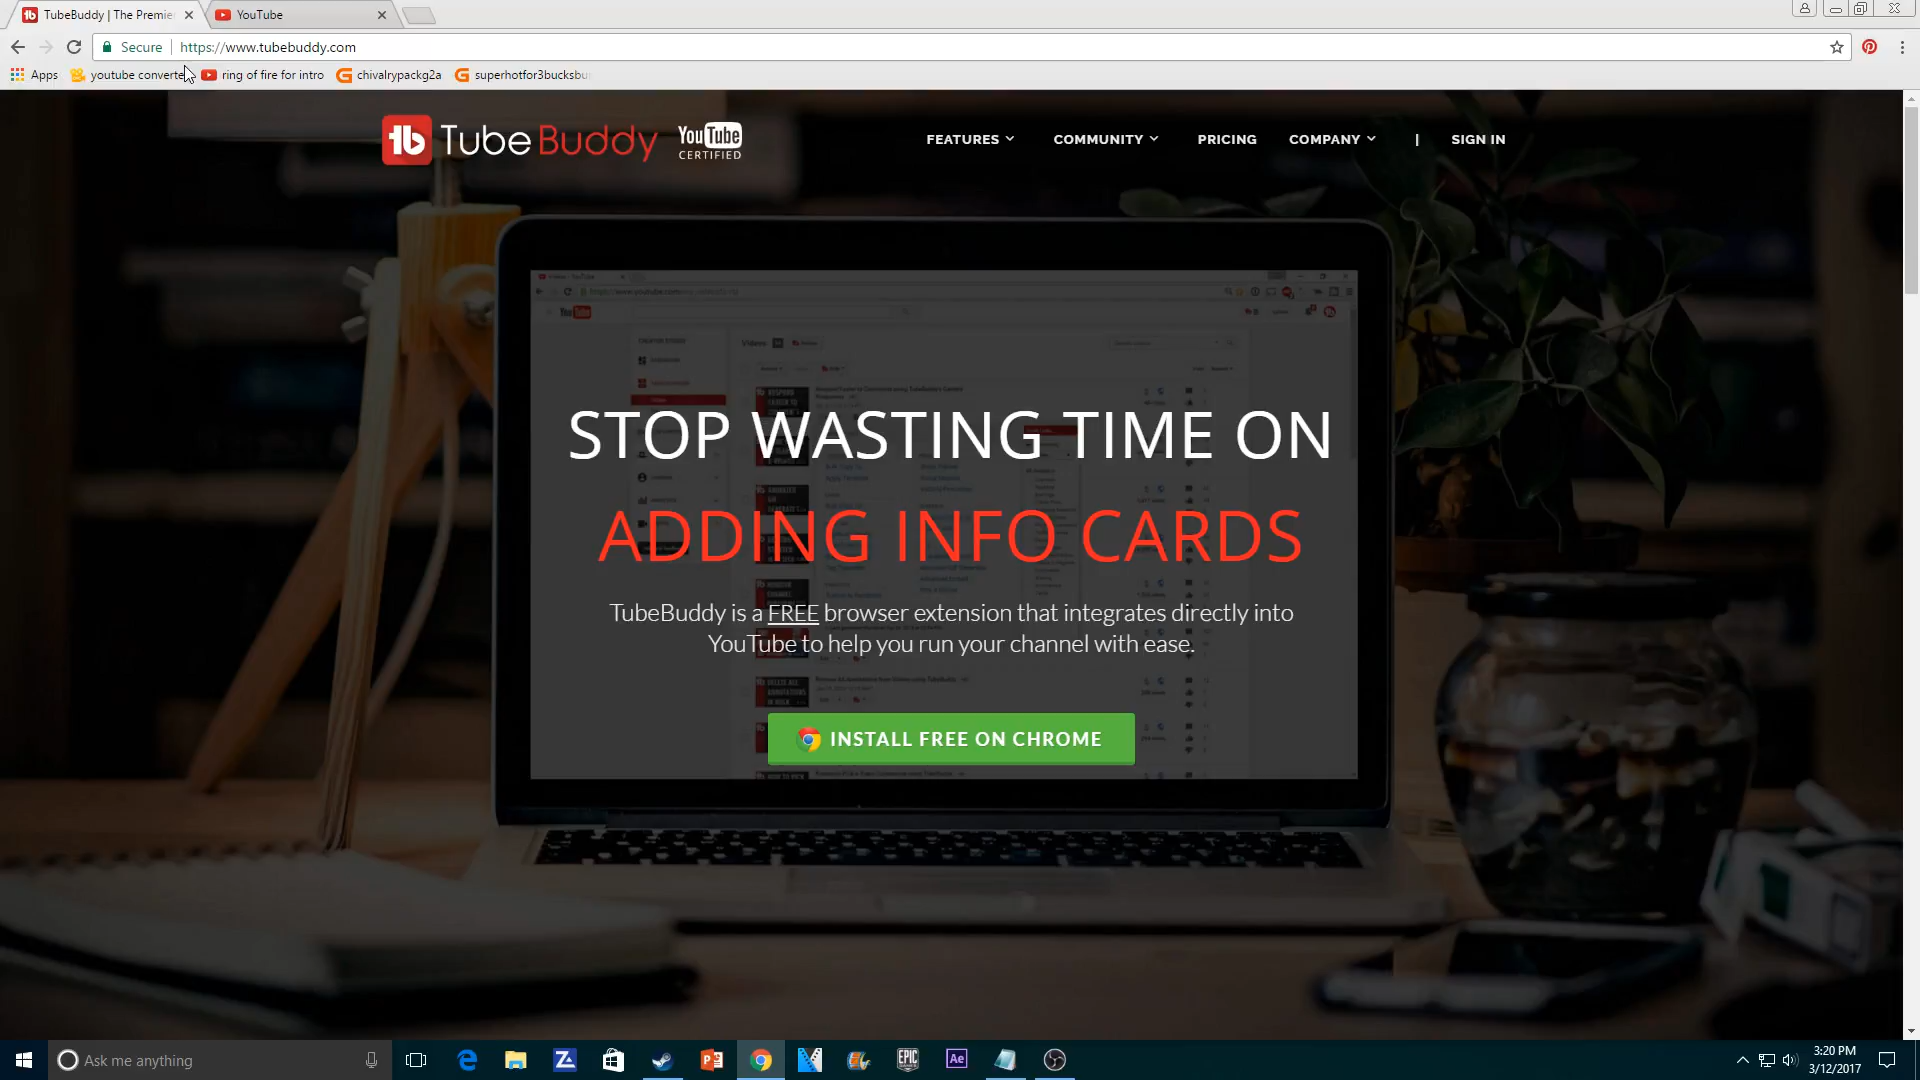 TubeBuddy | The Premie
YouTube
Secure
https://www.tubebuddy.com
Apps
youtube converte
ring of fire for intro
chivalrypackg2a
superhotfor3bucksbu
TubeBuddy
YouTube
CERTIFIED
FEATURES
COMMUNITY
PRICING
COMPANY
|
SIGN IN
STOP WASTING TIME ON
ADDING INFO CARDS
TubeBuddy is a FREE browser extension that integrates directly into
YouTube to help you run your channel with ease.
INSTALL FREE ON CHROME
Ask me anything
EPIC
Ae
3:20 PM
3/12/2017